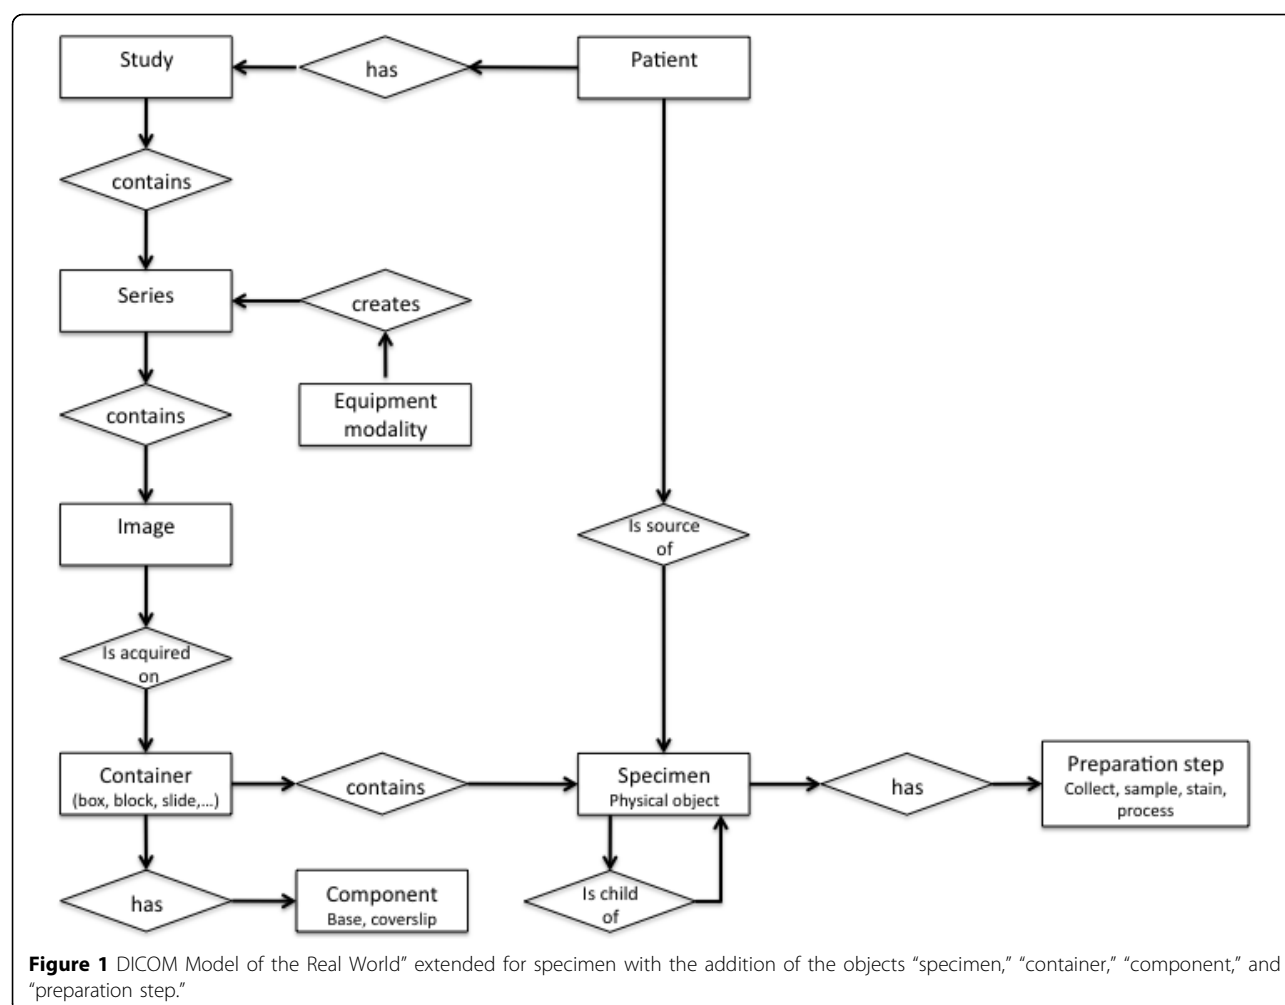 Study
has
Patient
contains
Series
creates
Equipment
modality
contains
Image
Is source
of
Is acquired
on
Container
(box, block, slide,...)
contains
Specimen
Physical object
has
Preparation step
Collect, sample, stain,
process
has
Component
Base, coverslip
Is child
of
Figure 1 DICOM Model of the Real World” extended for specimen with the addition of the objects “specimen,” “container,” “component,” and
“preparation step.”